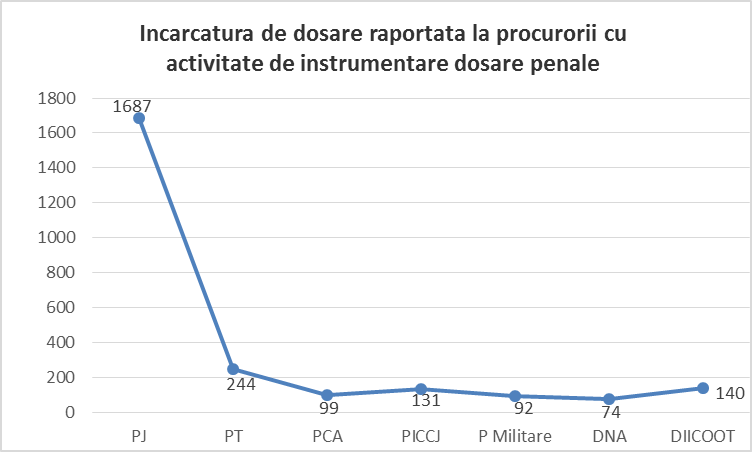 Incarcatura de dosare raportata la procurorii cu
activitate de instrumentare dosare penale
1800
1600
1400
1200
1000
800
600
400
200
0
1687
244
99
131
92
74
140
PJ
PT
PCA
PICCJ
P Militare
DNA
DIICOOT